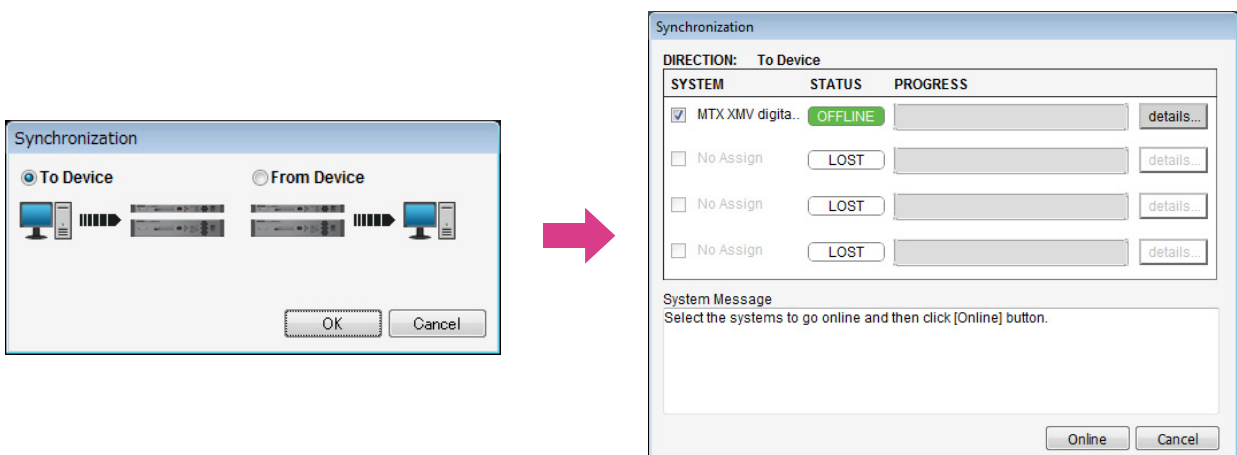 Synchronization
To Device From Device
OK Cancel
Synchronization
DIRECTION: To Device
SYSTEM STATUS PROGRESS
MTX XMV digita.. OFFLINE details...
No Assign LOST details...
No Assign LOST details...
No Assign LOST details...
System Message
Select the systems to go online and then click [Online] button.
Online Cancel